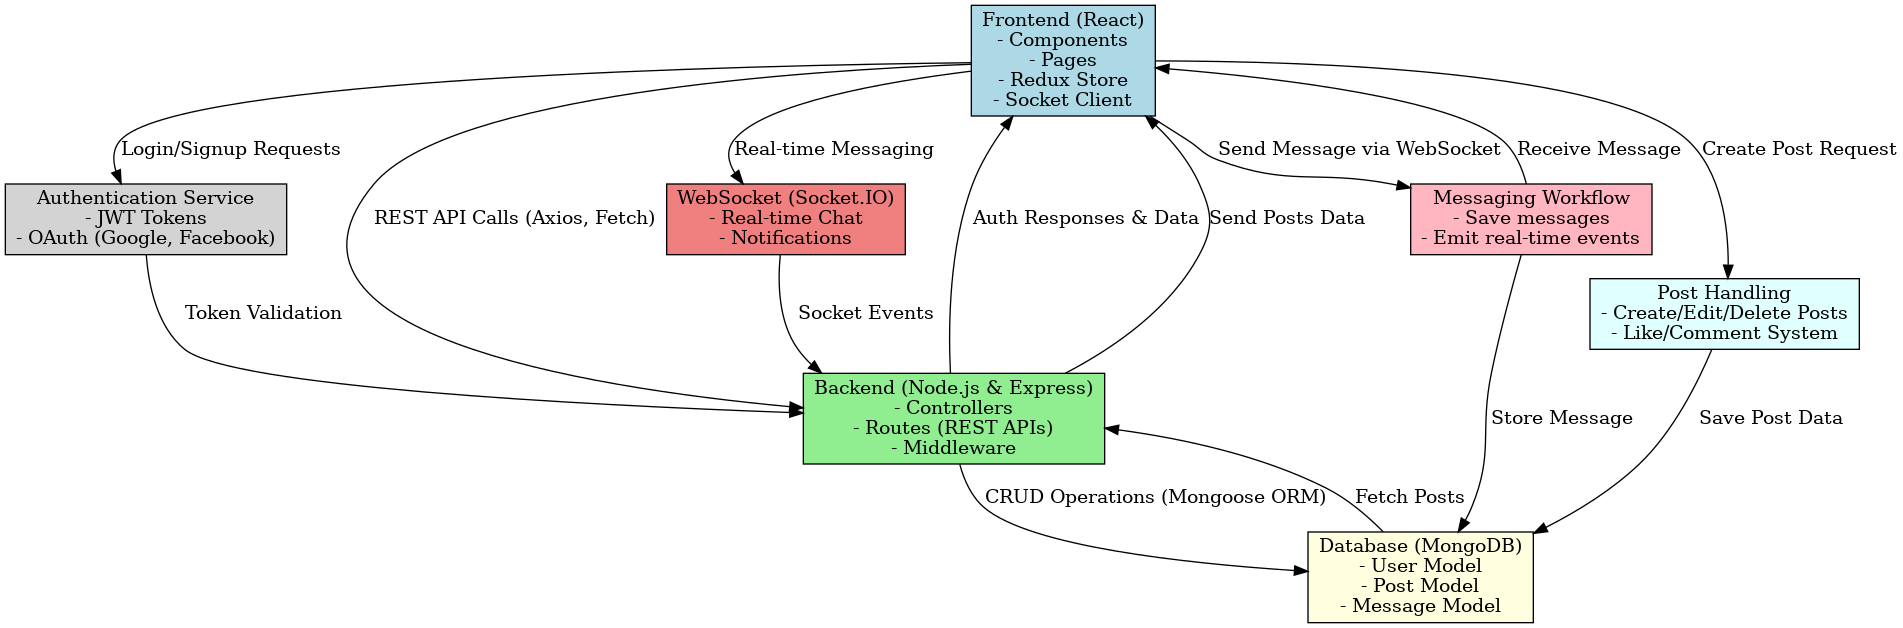 Frontend (React)
- Components
- Pages
- Redux Store
- Socket Client
Login/Signup Requests
Real-time Messaging
Send Message via WebSocket
Receive Message
Create Post Request
Authentication Service
- JWT Tokens
- OAuth (Google, Facebook)
REST API Calls (Axios, Fetch)
WebSocket (Socket.IO)
- Real-time Chat
- Notifications
Auth Responses & Data
Send Posts Data
Messaging Workflow
- Save messages
- Emit real-time events
Post Handling
- Create/Edit/Delete Posts
- Like/Comment System
Token Validation
Socket Events
Backend (Node.js & Express)
- Controllers
- Routes (REST APIs)
- Middleware
Store Message
Save Post Data
CRUD Operations (Mongoose ORM)
Fetch Posts
Database (MongoDB)
- User Model
- Post Model
- Message Model